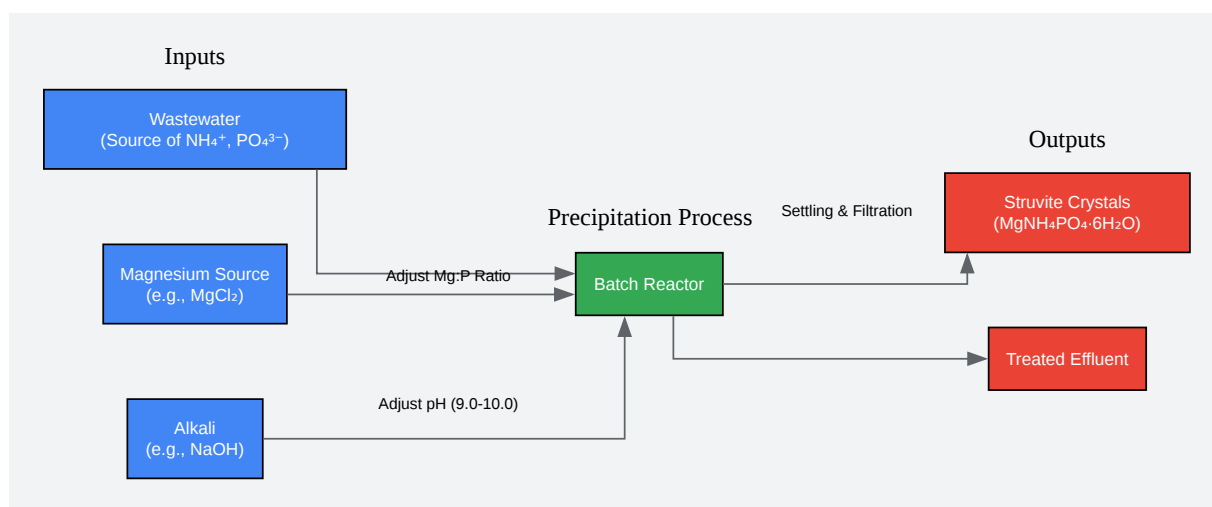 Inputs
Wastewater
(Source of NH₄⁺, PO₄³⁻)
Magnesium Source
(e.g., MgCl₂)
Alkali
(e.g., NaOH)
Adjust Mg:P Ratio
Adjust pH (9.0-10.0)
Precipitation Process
Batch Reactor
Settling & Filtration
Outputs
Struvite Crystals
(MgNH₄PO₄·6H₂O)
Treated Effluent